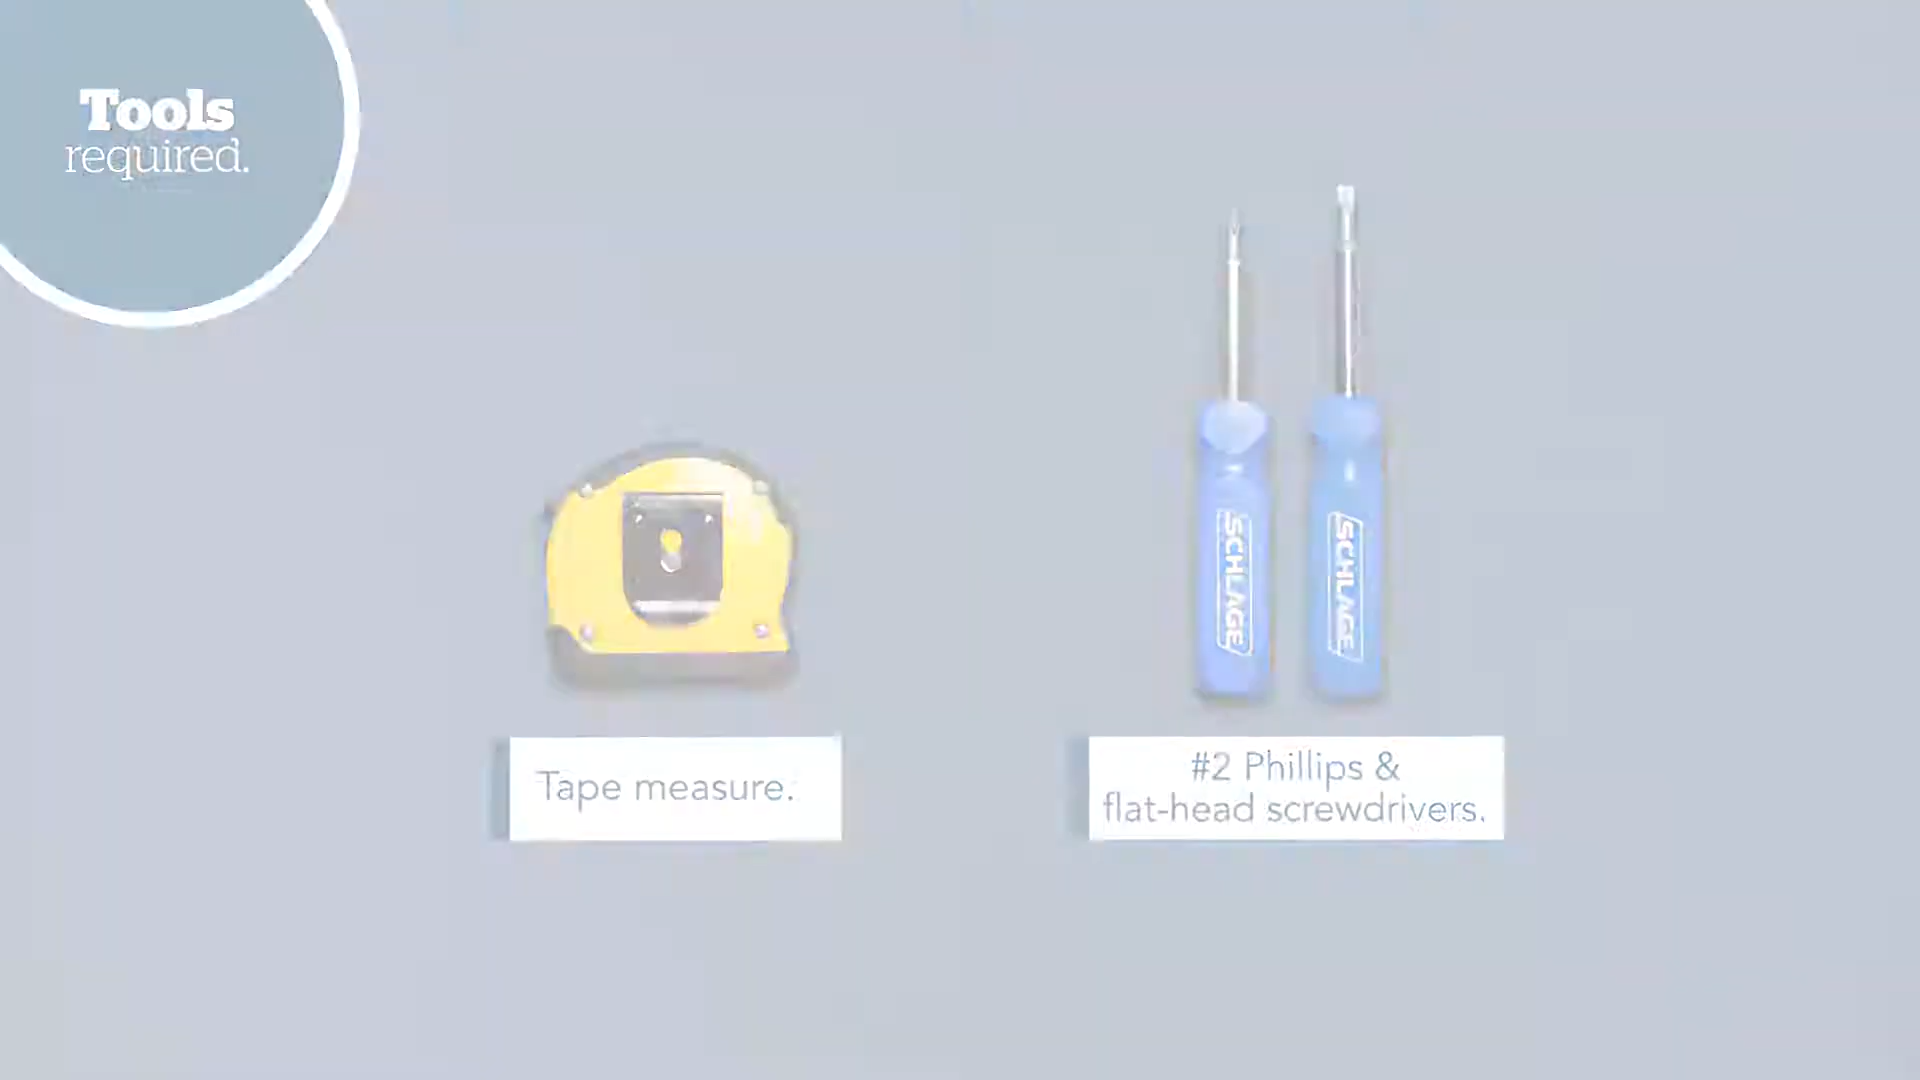 Tools
required.
SCHLAGE
SCHLAGE
Tape measure.
#2 Phillips &
flat-head screwdrivers.